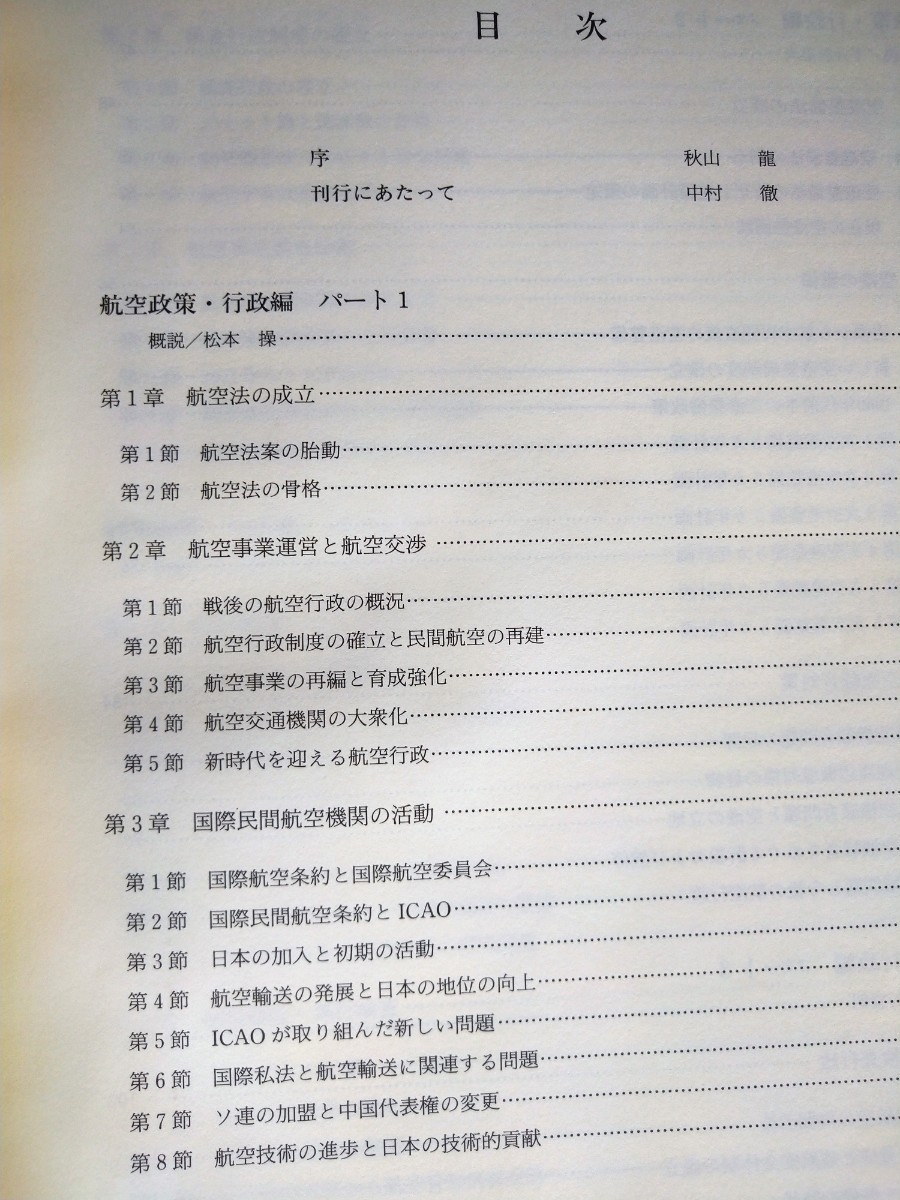 目　次
序　秋山　龍
刊行にあたって　中村　徹
航空政策・行政編　パート1
概説／松本　操
第1章　航空法の成立
第1節　航空法案の胎動
第2節　航空法の骨格
第2章　航空事業運営と航空交渉
第1節　戦後の航空行政の概況
第2節　航空行政制度の確立と民間航空の再建
第3節　航空事業の再編と育成強化
第4節　航空交通機関の大衆化
第5節　新時代を迎える航空行政
第3章　国際民間航空機関の活動
第1節　国際航空条約と国際航空委員会
第2節　国際民間航空条約とICAO
第3節　日本の加入と初期の活動
第4節　航空輸送の発展と日本の地位の向上
第5節　ICAOが取り組んだ新しい問題
第6節　国際私法と航空輸送に関連する問題
第7節　ソ連の加盟と中国代表権の変更
第8節　航空技術の進歩と日本の技術的貢献